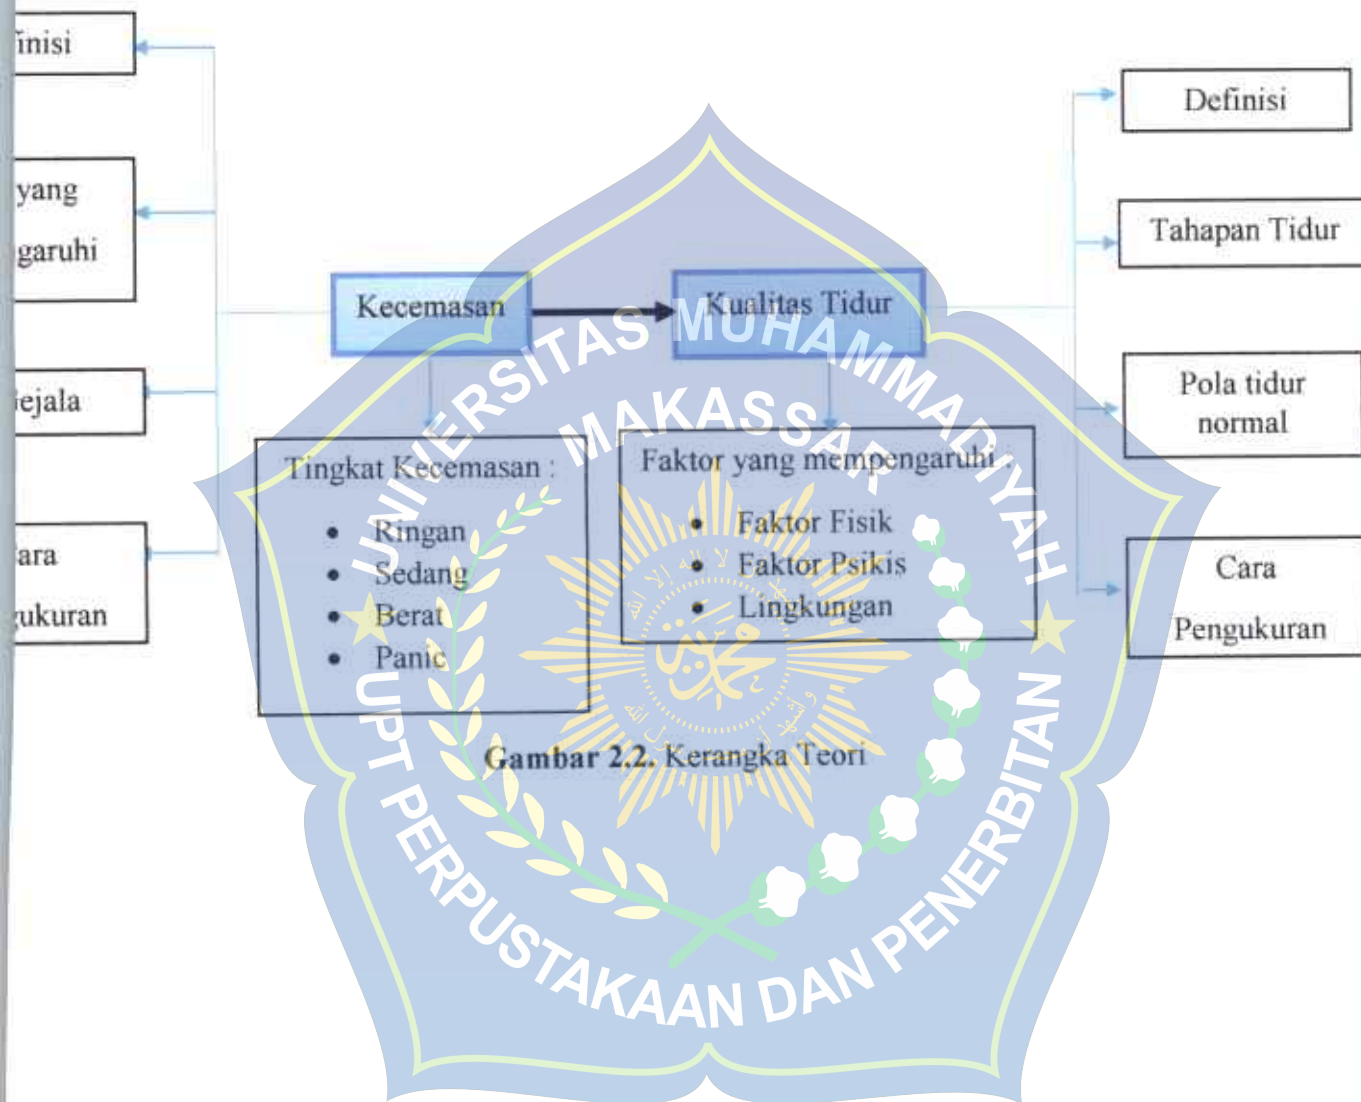 inisi
yang
garuhi
ejala
ara
gukuran
Kecemasan
Kualitas Tidur
Tingkat Kecemasan :
• Ringan
• Sedang
• Berat
• Panic
Faktor yang mempengaruhi :
• Faktor Fisik
• Faktor Psikis
• Lingkungan
Definisi
Tahapan Tidur
Pola tidur
normal
Cara
Pengukuran
Gambar 2.2. Kerangka Teori
UNIVERSITAS MUHAMMADIYAH
MAKASSAR
UPT PERPUSTAKAAN DAN PENERBITAN
محمد